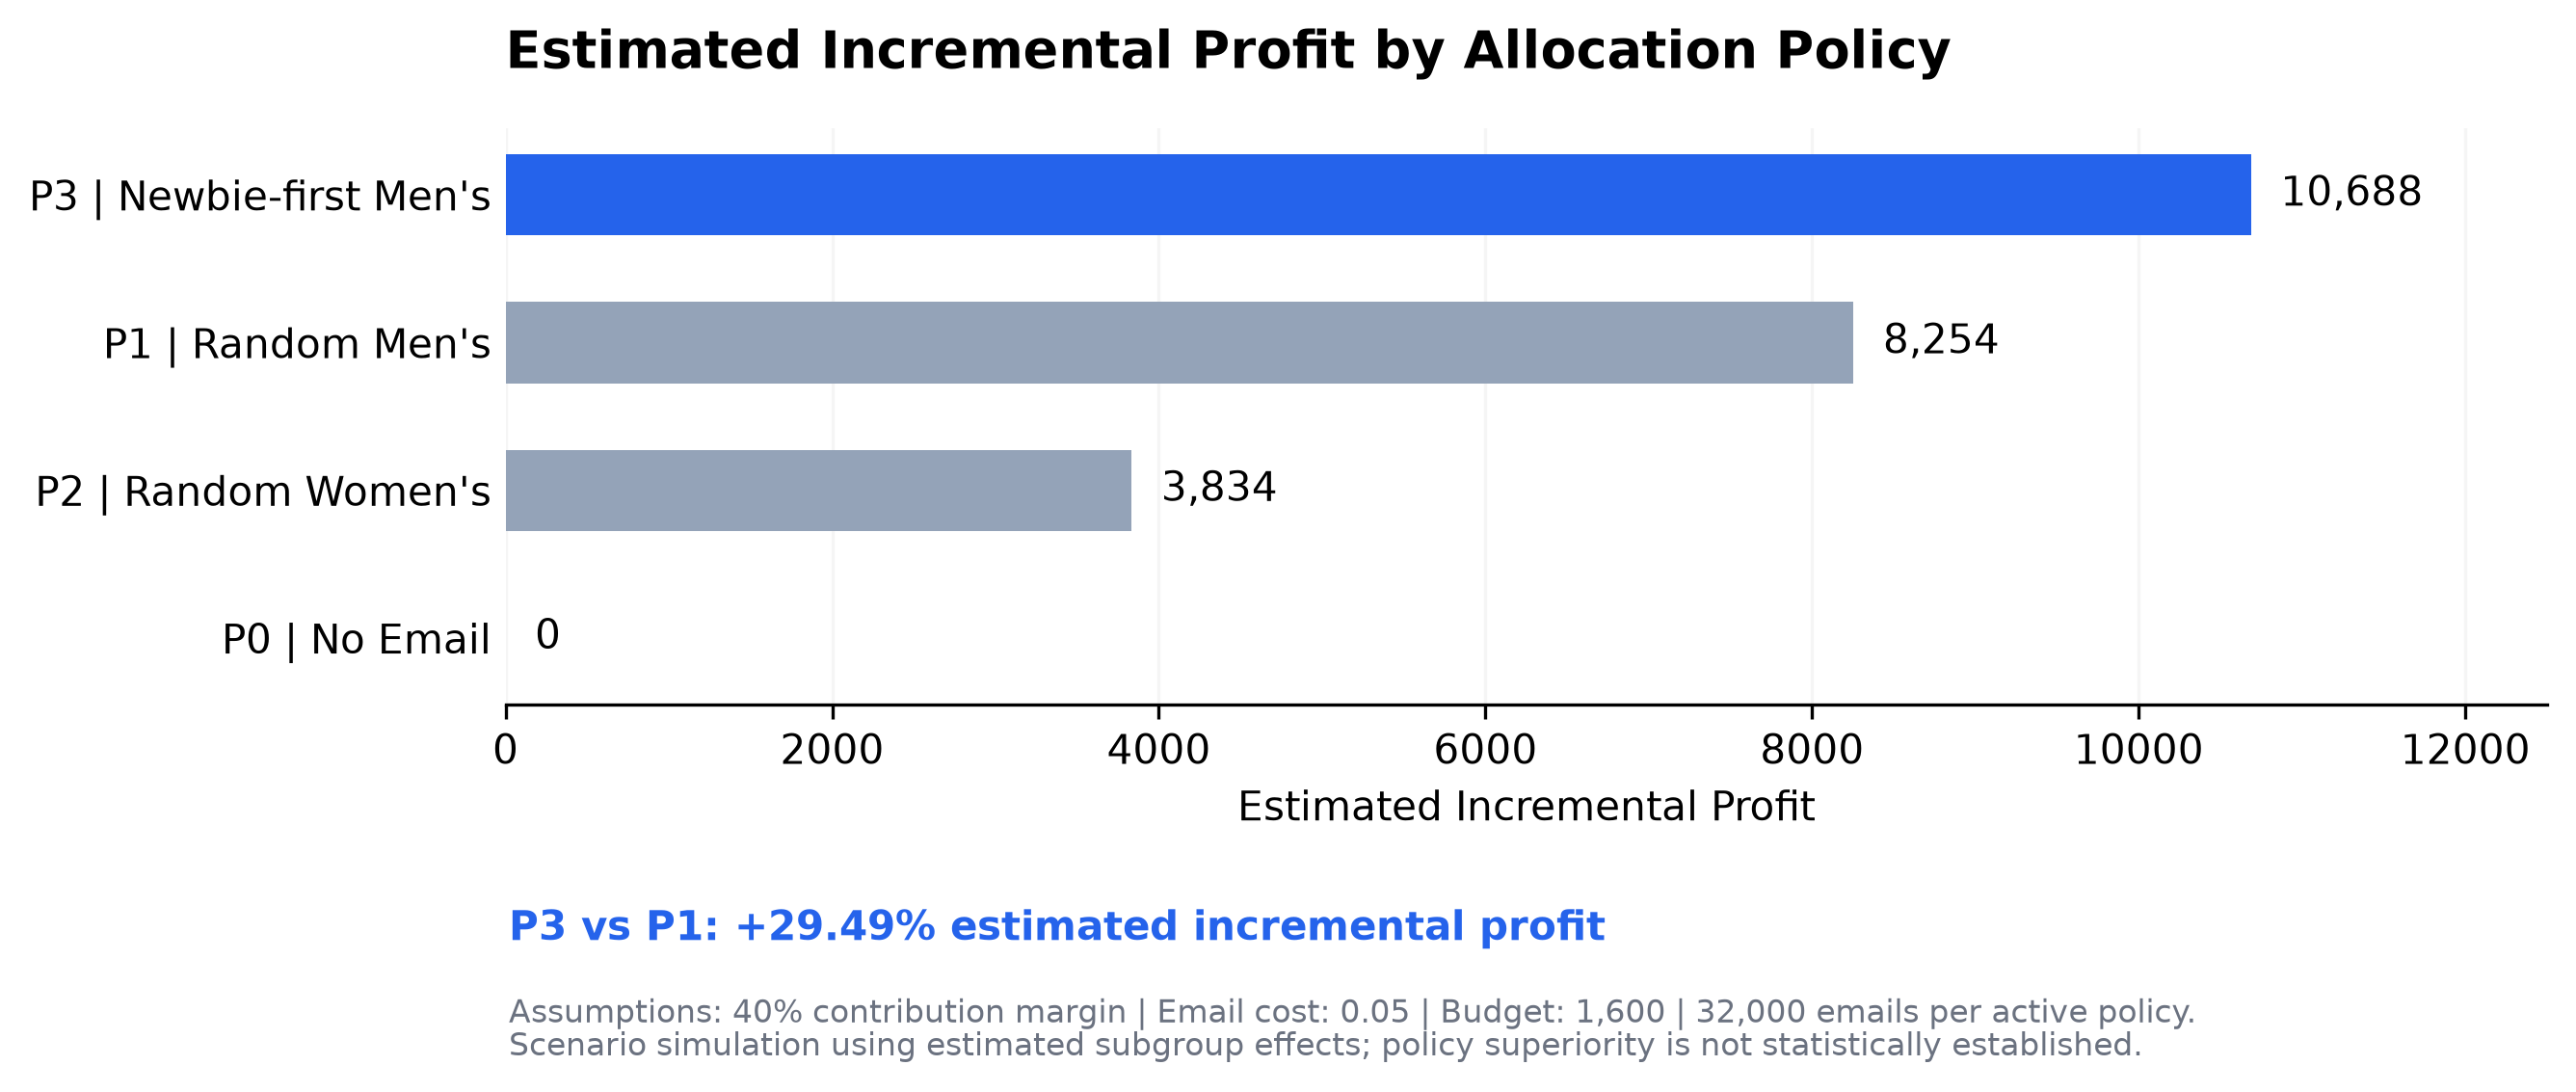 Estimated Incremental Profit by Allocation Policy
P3 | Newbie-first Men's
10,688
P1 | Random Men's
8,254
P2 | Random Women's
3,834
P0 | No Email
0
0 2000 4000 6000 8000 10000 12000
Estimated Incremental Profit
P3 vs P1: +29.49% estimated incremental profit
Assumptions: 40% contribution margin | Email cost: 0.05 | Budget: 1,600 | 32,000 emails per active policy.
Scenario simulation using estimated subgroup effects; policy superiority is not statistically established.